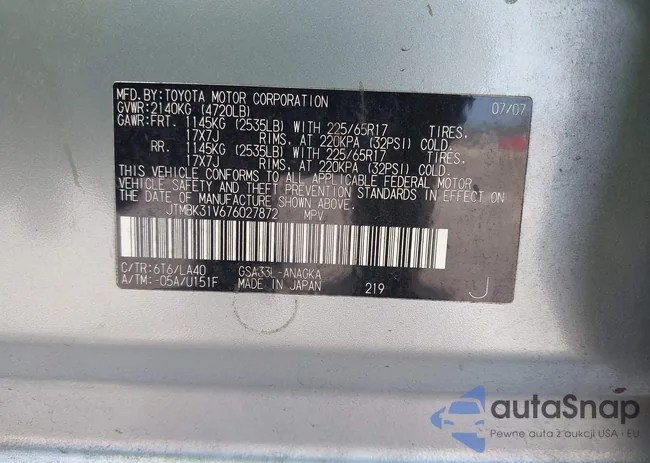 MFD.BY:TOYOTA MOTOR CORPORATION 07/07
GVWR:2140KG (4720LB)
GAWR:FRT. 1145KG (2535LB) WITH 225/65R17 TIRES,
17X7J RIMS, AT 220KPA (32PSI) COLD.
RR. 1145KG (2535LB) WITH 225/65R17 TIRES,
17X7J RIMS, AT 220KPA (32PSI) COLD.
THIS VEHICLE CONFORMS TO ALL APPLICABLE FEDERAL MOTOR
VEHICLE SAFETY AND THEFT PREVENTION STANDARDS IN EFFECT ON
THE DATE OF MANUFACTURE SHOWN ABOVE.
JTMBK31V676027872 MPV
C/TR:6T6/LA40 GSA33L-ANAGKA
A/TM:-05A/U151F MADE IN JAPAN 219 J
autoSnap
Pewne auta z aukcji USA - EU